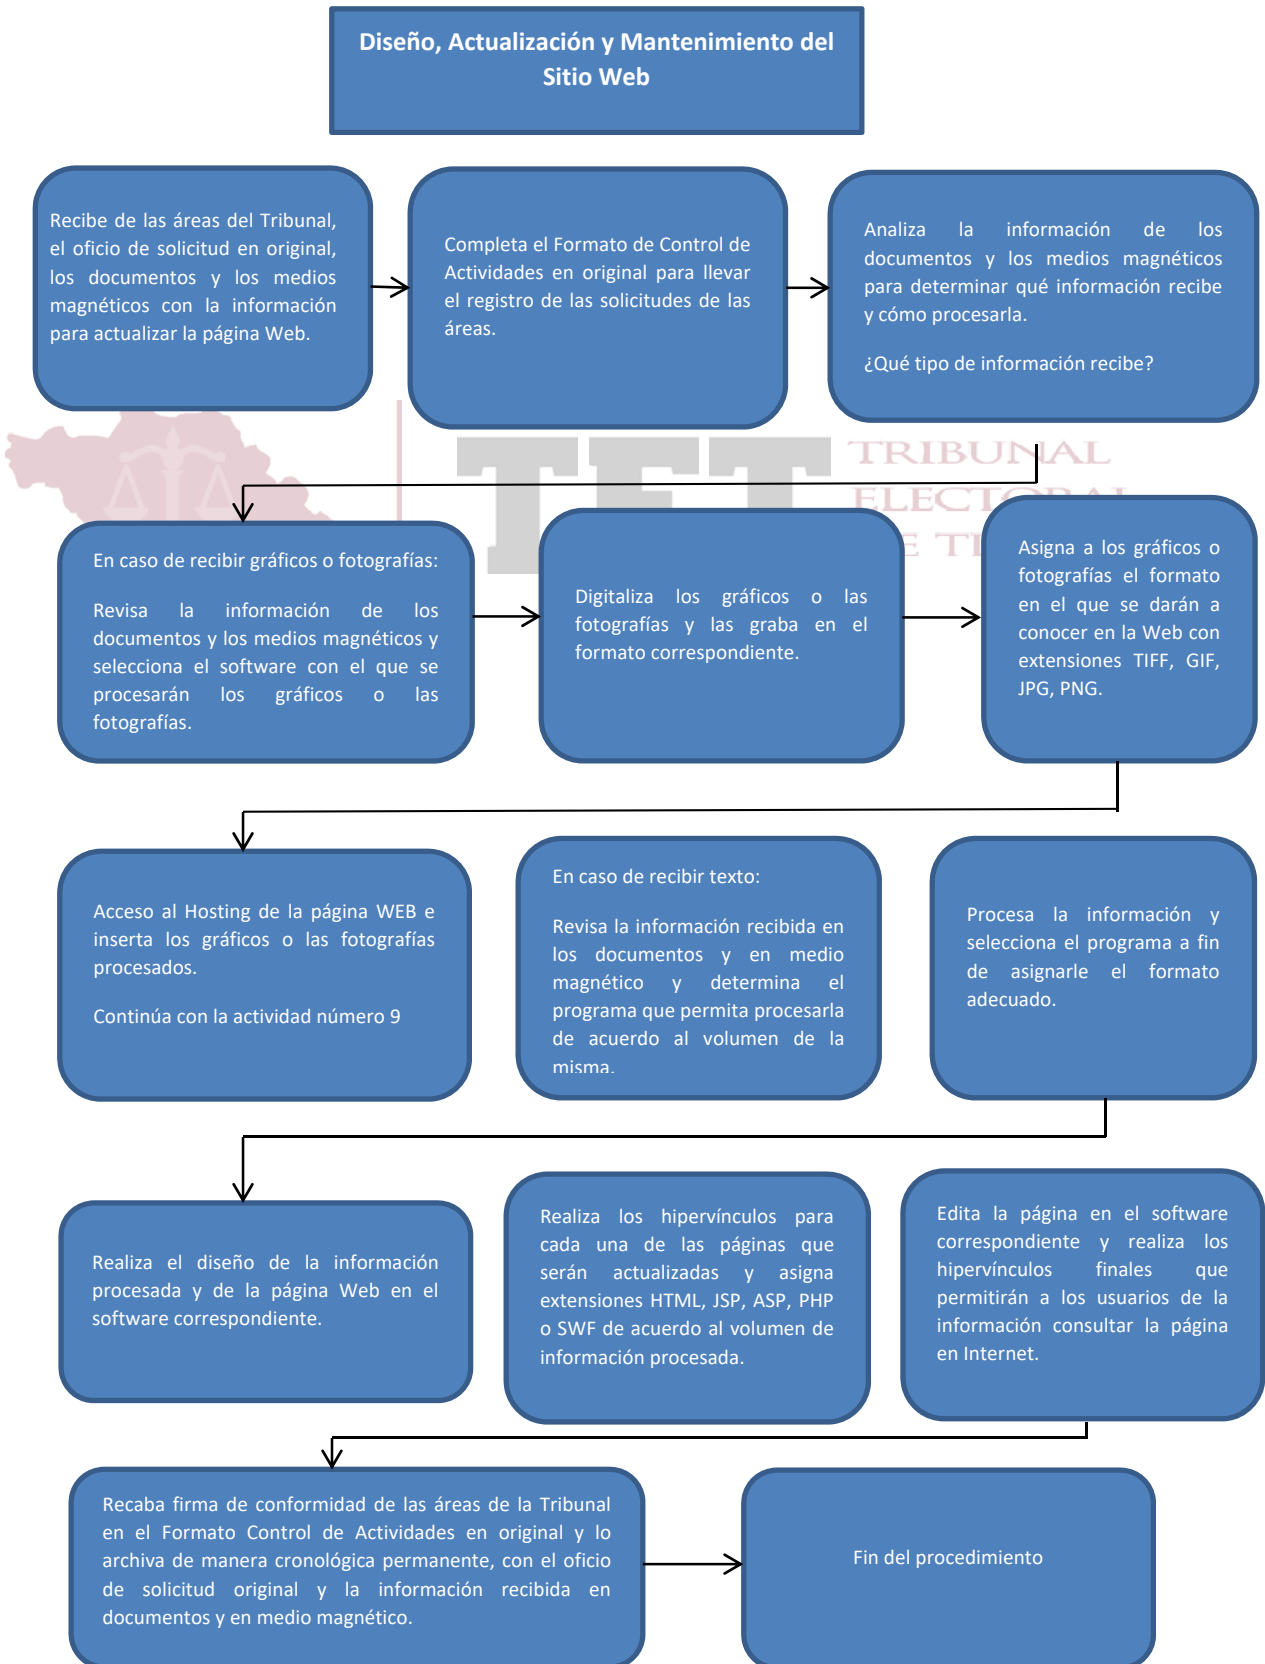 Diseño, Actualización y Mantenimiento del
Sitio Web
Recibe de las áreas del Tribunal,
el oficio de solicitud en original,
los documentos y los medios
magnéticos con la información
para actualizar la página Web.
Completa el Formato de Control de
Actividades en original para llevar
el registro de las solicitudes de las
áreas.
Analiza la información de los
documentos y los medios magnéticos
para determinar qué información recibe
y cómo procesarla.
¿Qué tipo de información recibe?
TET
TRIBUNAL
ELECTORAL
En caso de recibir gráficos o fotografías:
Revisa la información de los
documentos y los medios magnéticos y
selecciona el software con el que se
procesarán los gráficos o las
fotografías.
Digitaliza los gráficos o las
fotografías y las graba en el
formato correspondiente.
Asigna a los gráficos o
fotografías el formato
en el que se darán a
conocer en la Web con
extensiones TIFF, GIF,
JPG, PNG.
Acceso al Hosting de la página WEB e
inserta los gráficos o las fotografías
procesados.
Continúa con la actividad número 9
En caso de recibir texto:
Revisa la información recibida en
los documentos y en medio
magnético y determina el
programa que permita procesarla
de acuerdo al volumen de la
misma.
Procesa la información y
selecciona el programa a fin
de asignarle el formato
adecuado.
Realiza el diseño de la información
procesada y de la página Web en el
software correspondiente.
Realiza los hipervínculos para
cada una de las páginas que
serán actualizadas y asigna
extensiones HTML, JSP, ASP, PHP
o SWF de acuerdo al volumen de
información procesada.
Edita la página en el software
correspondiente y realiza los
hipervínculos finales que
permitirán a los usuarios de la
información consultar la página
en Internet.
Recaba firma de conformidad de las áreas de la Tribunal
en el Formato Control de Actividades en original y lo
archiva de manera cronológica permanente, con el oficio
de solicitud original y la información recibida en
documentos y en medio magnético.
Fin del procedimiento